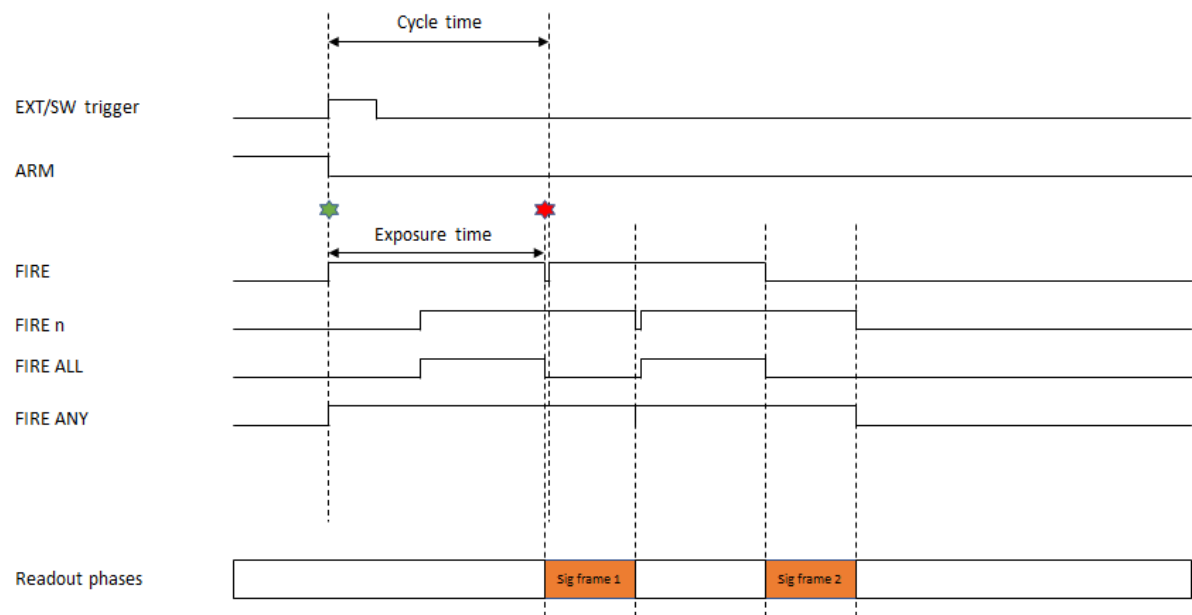 Cycle time
EXT/SW trigger
ARM
Exposure time
FIRE
FIRE n
FIRE ALL
FIRE ANY
Readout phases
Sig frame 1
Sig frame 2